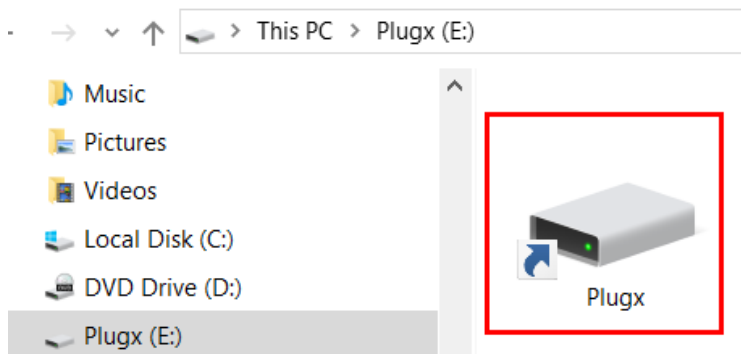 This PC > Plugx (E:)
Music
Pictures
Videos
Local Disk (C:)
DVD Drive (D:)
Plugx (E:)
Plugx